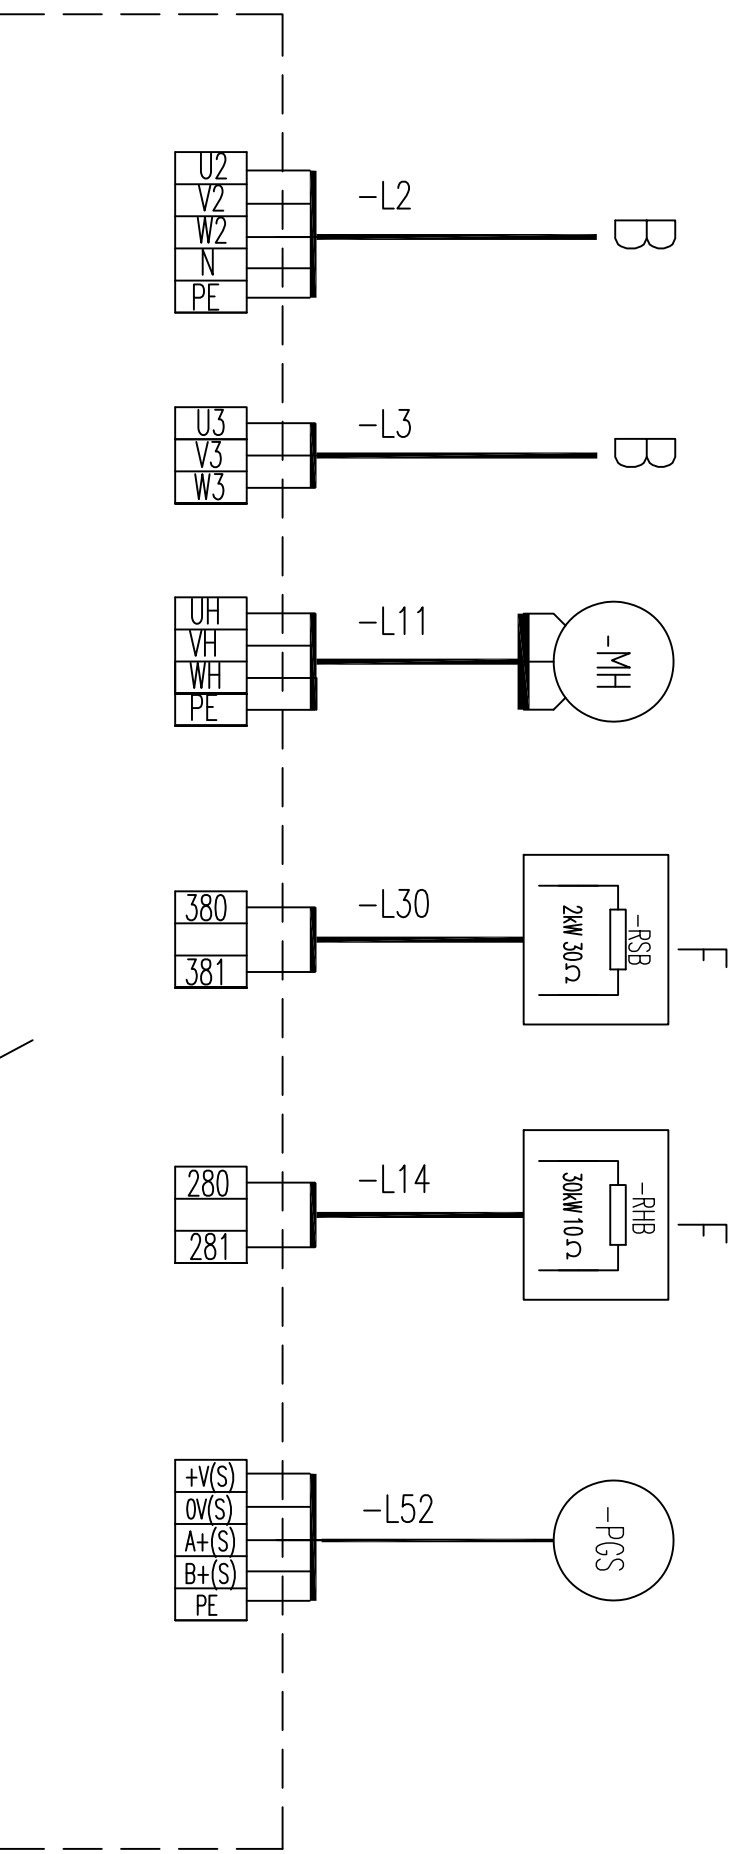 U2
V2
W2
N
PE
-L2
B
U3
V3
W3
-L3
B
UH
VH
WH
PE
-L11
-MH
380
381
-L30
-RSB
2kW 30Ω
F
280
281
-L14
-RHB
30kW 10Ω
F
+V(S)
0V(S)
A+(S)
B+(S)
PE
-L52
-PGS